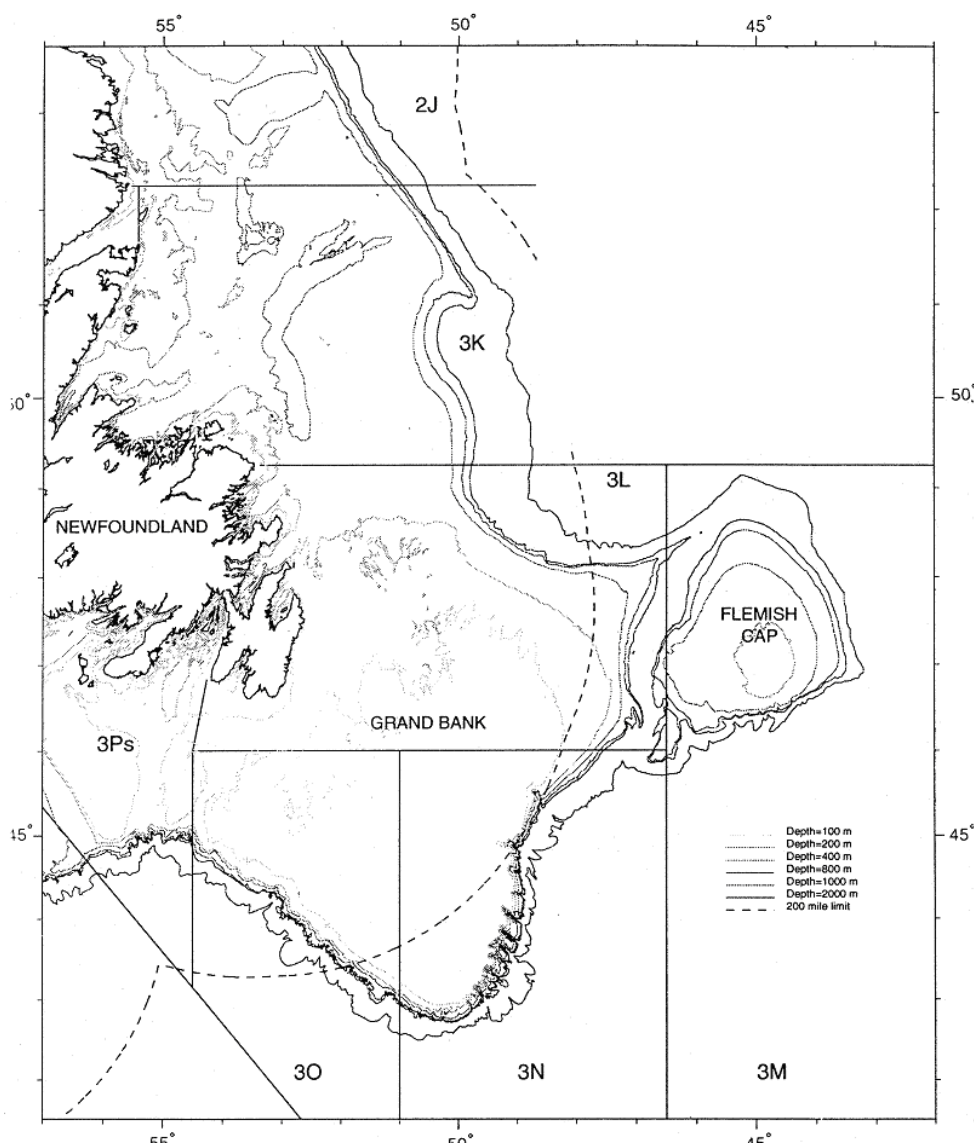 55°
50°
45°
2J
3K
50°
50
3L
NEWFOUNDLAND
FLEMISH
CAP
GRAND BANK
3Ps
45°
45°
Depth=100 m
Depth=200 m
Depth=400 m
Depth=800 m
Depth=1000 m
Depth=2000 m
200 mile limit
3O
3N
3M
55°
50°
45°